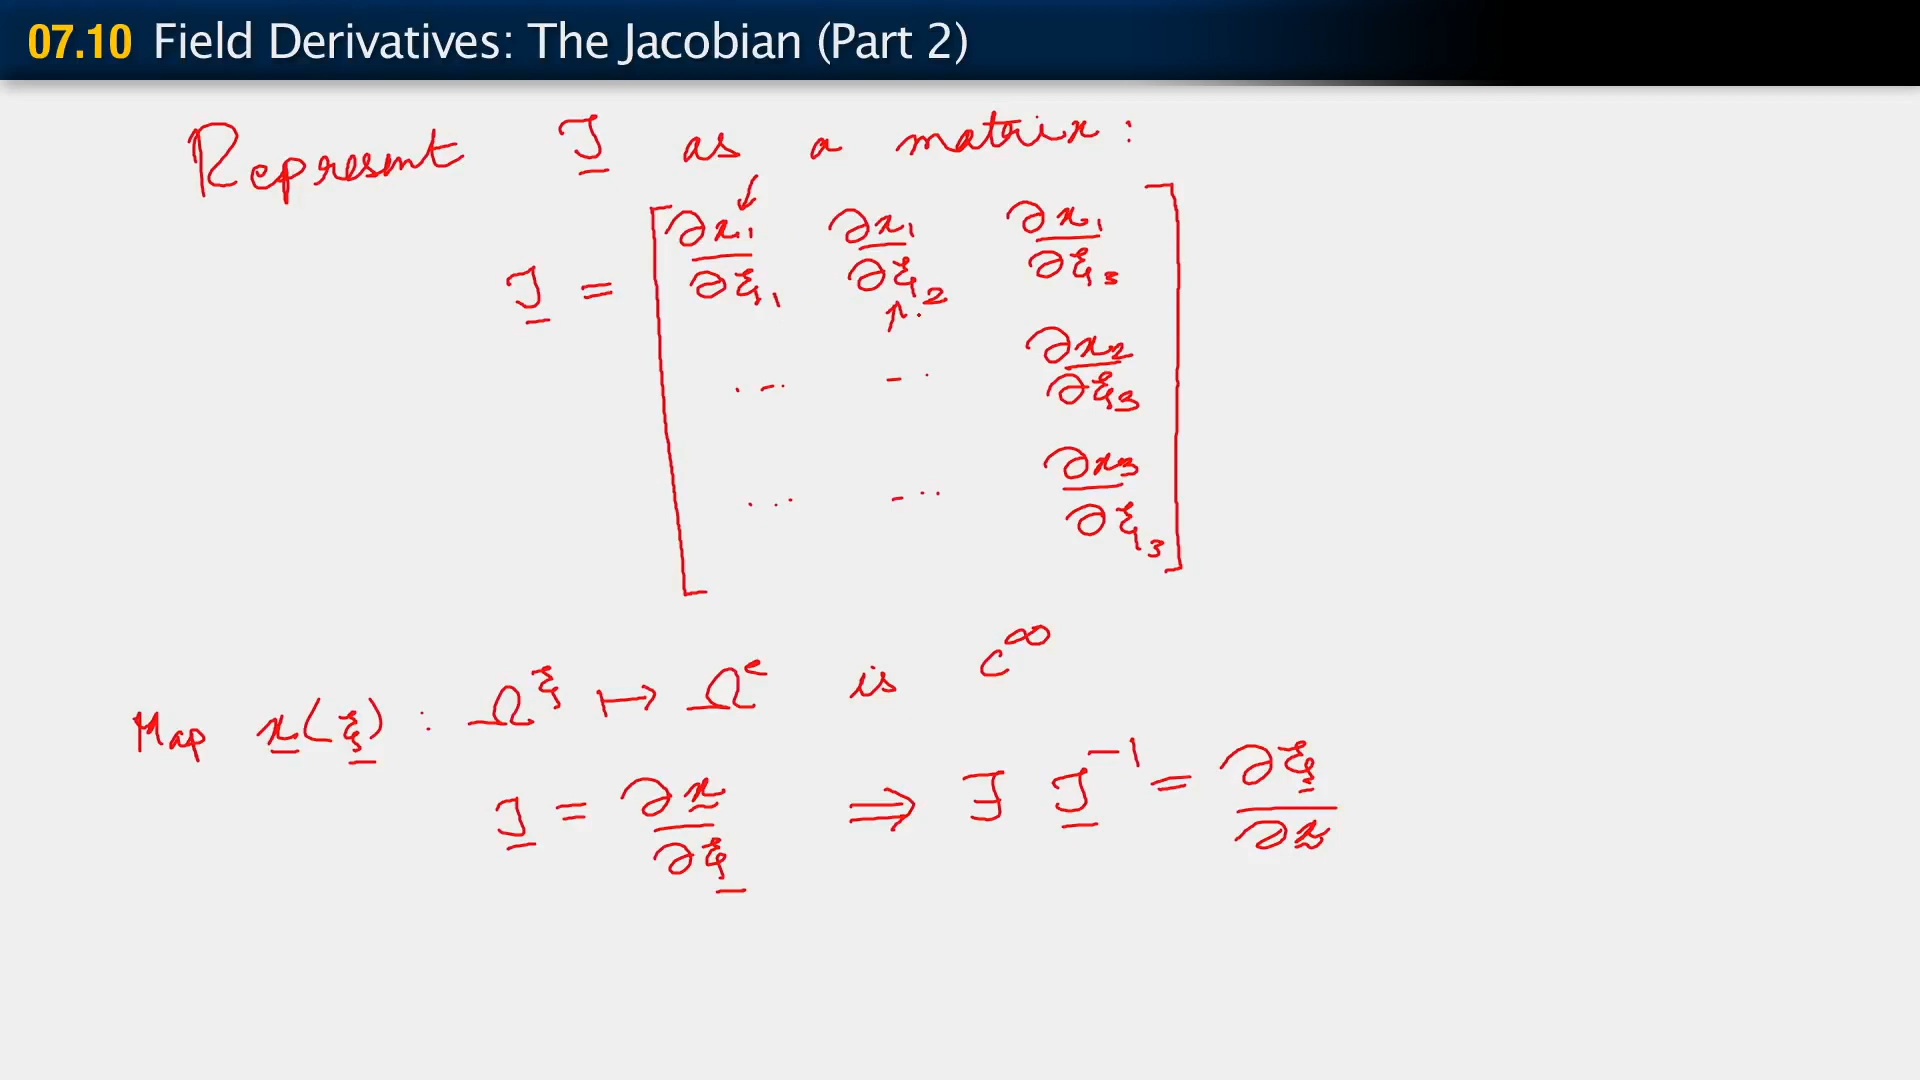 07.10 Field Derivatives: The Jacobian (Part 2)
Represent J as a matrix:
J = [ ∂x₁/∂ξ₁ ∂x₁/∂ξ₂ ∂x₁/∂ξ₃
... ... ∂x₂/∂ξ₃
... ... ∂x₃/∂ξ₃ ]
Map x(ξ) : Ω^ξ ↦ Ω^e is C^∞
J = ∂x/∂ξ ⇒ ∃ J⁻¹ = ∂ξ/∂x